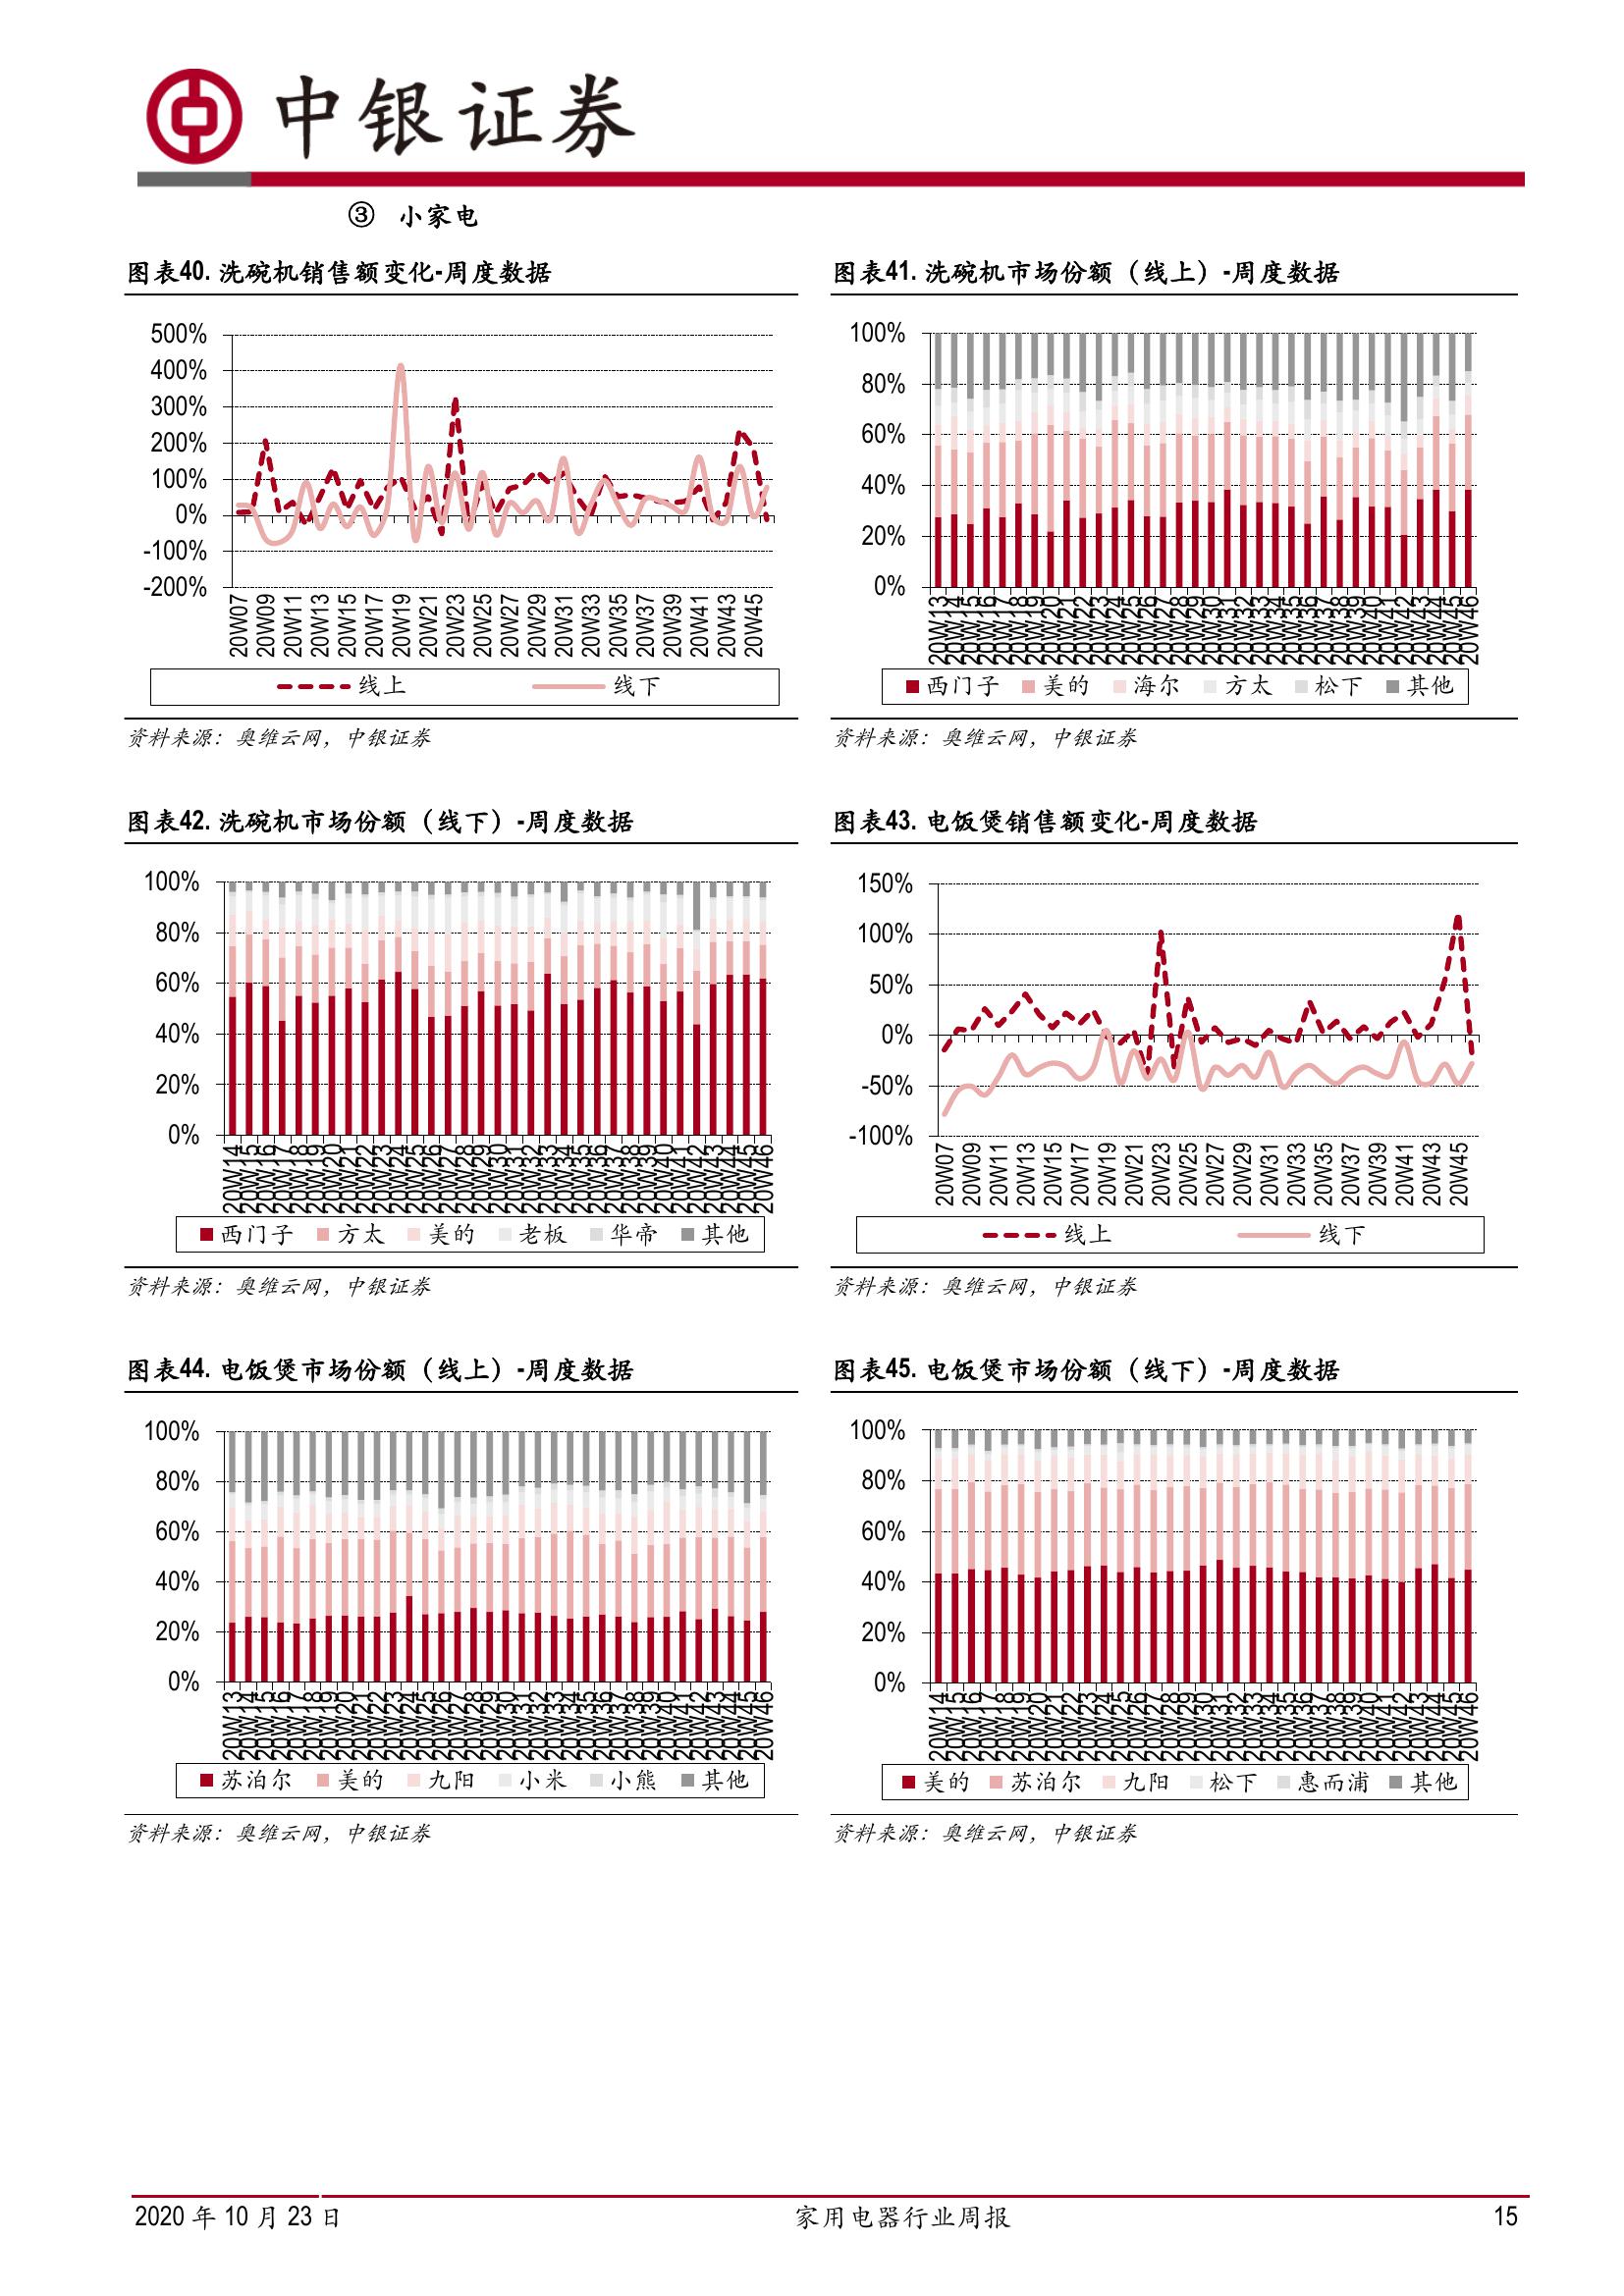 中银证券
③ 小家电
图表40. 洗碗机销售额变化-周度数据
500%
400%
300%
200%
100%
0%
-100%
-200%
20W07 20W09 20W11 20W13 20W15 20W17 20W19 20W21 20W23 20W25 20W27 20W29 20W31 20W33 20W35 20W37 20W39 20W41 20W43 20W45
线上 线下
资料来源：奥维云网，中银证券
图表41. 洗碗机市场份额（线上）-周度数据
100%
80%
60%
40%
20%
0%
20W13 20W14 20W15 20W16 20W17 20W18 20W19 20W20 20W21 20W22 20W23 20W24 20W25 20W26 20W27 20W28 20W29 20W30 20W31 20W32 20W33 20W34 20W35 20W36 20W37 20W38 20W39 20W40 20W41 20W42 20W43 20W44 20W45 20W46
西门子 美的 海尔 方太 松下 其他
资料来源：奥维云网，中银证券
图表42. 洗碗机市场份额（线下）-周度数据
100%
80%
60%
40%
20%
0%
20W14 20W15 20W16 20W17 20W18 20W19 20W20 20W21 20W22 20W23 20W24 20W25 20W26 20W27 20W28 20W29 20W30 20W31 20W32 20W33 20W34 20W35 20W36 20W37 20W38 20W39 20W40 20W41 20W42 20W43 20W44 20W45 20W46
西门子 方太 美的 老板 华帝 其他
资料来源：奥维云网，中银证券
图表43. 电饭煲销售额变化-周度数据
150%
100%
50%
0%
-50%
-100%
20W07 20W09 20W11 20W13 20W15 20W17 20W19 20W21 20W23 20W25 20W27 20W29 20W31 20W33 20W35 20W37 20W39 20W41 20W43 20W45
线上 线下
资料来源：奥维云网，中银证券
图表44. 电饭煲市场份额（线上）-周度数据
100%
80%
60%
40%
20%
0%
20W13 20W14 20W15 20W16 20W17 20W18 20W19 20W20 20W21 20W22 20W23 20W24 20W25 20W26 20W27 20W28 20W29 20W30 20W31 20W32 20W33 20W34 20W35 20W36 20W37 20W38 20W39 20W40 20W41 20W42 20W43 20W44 20W45 20W46
苏泊尔 美的 九阳 小米 小熊 其他
资料来源：奥维云网，中银证券
图表45. 电饭煲市场份额（线下）-周度数据
100%
80%
60%
40%
20%
0%
20W14 20W15 20W16 20W17 20W18 20W19 20W20 20W21 20W22 20W23 20W24 20W25 20W26 20W27 20W28 20W29 20W30 20W31 20W32 20W33 20W34 20W35 20W36 20W37 20W38 20W39 20W40 20W41 20W42 20W43 20W44 20W45 20W46
美的 苏泊尔 九阳 松下 惠而浦 其他
资料来源：奥维云网，中银证券
2020 年 10 月 23 日 家用电器行业周报 15